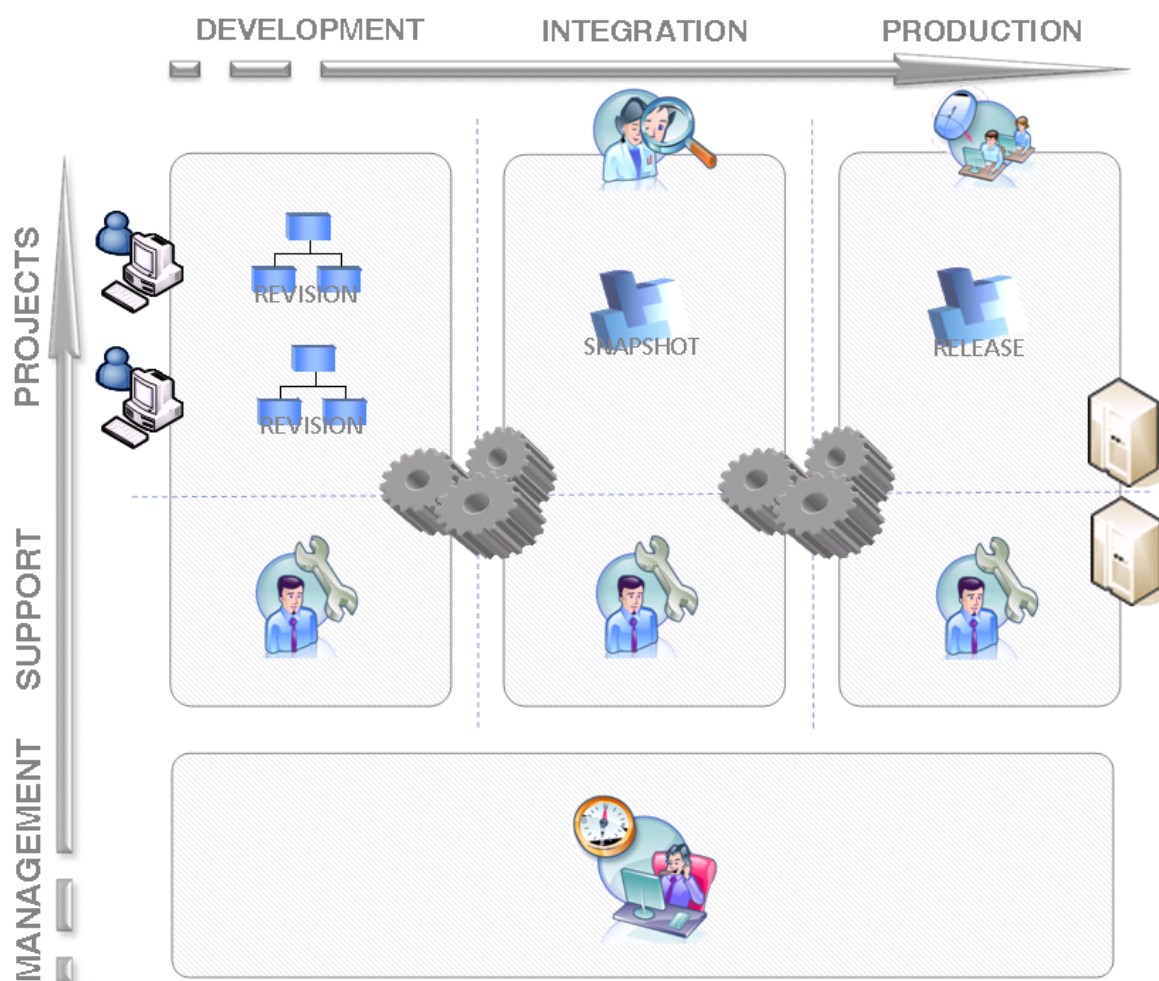 DEVELOPMENT
INTEGRATION
PRODUCTION
PROJECTS
REVISION
SNAPSHOT
RELEASE
REVISION
SUPPORT
MANAGEMENT